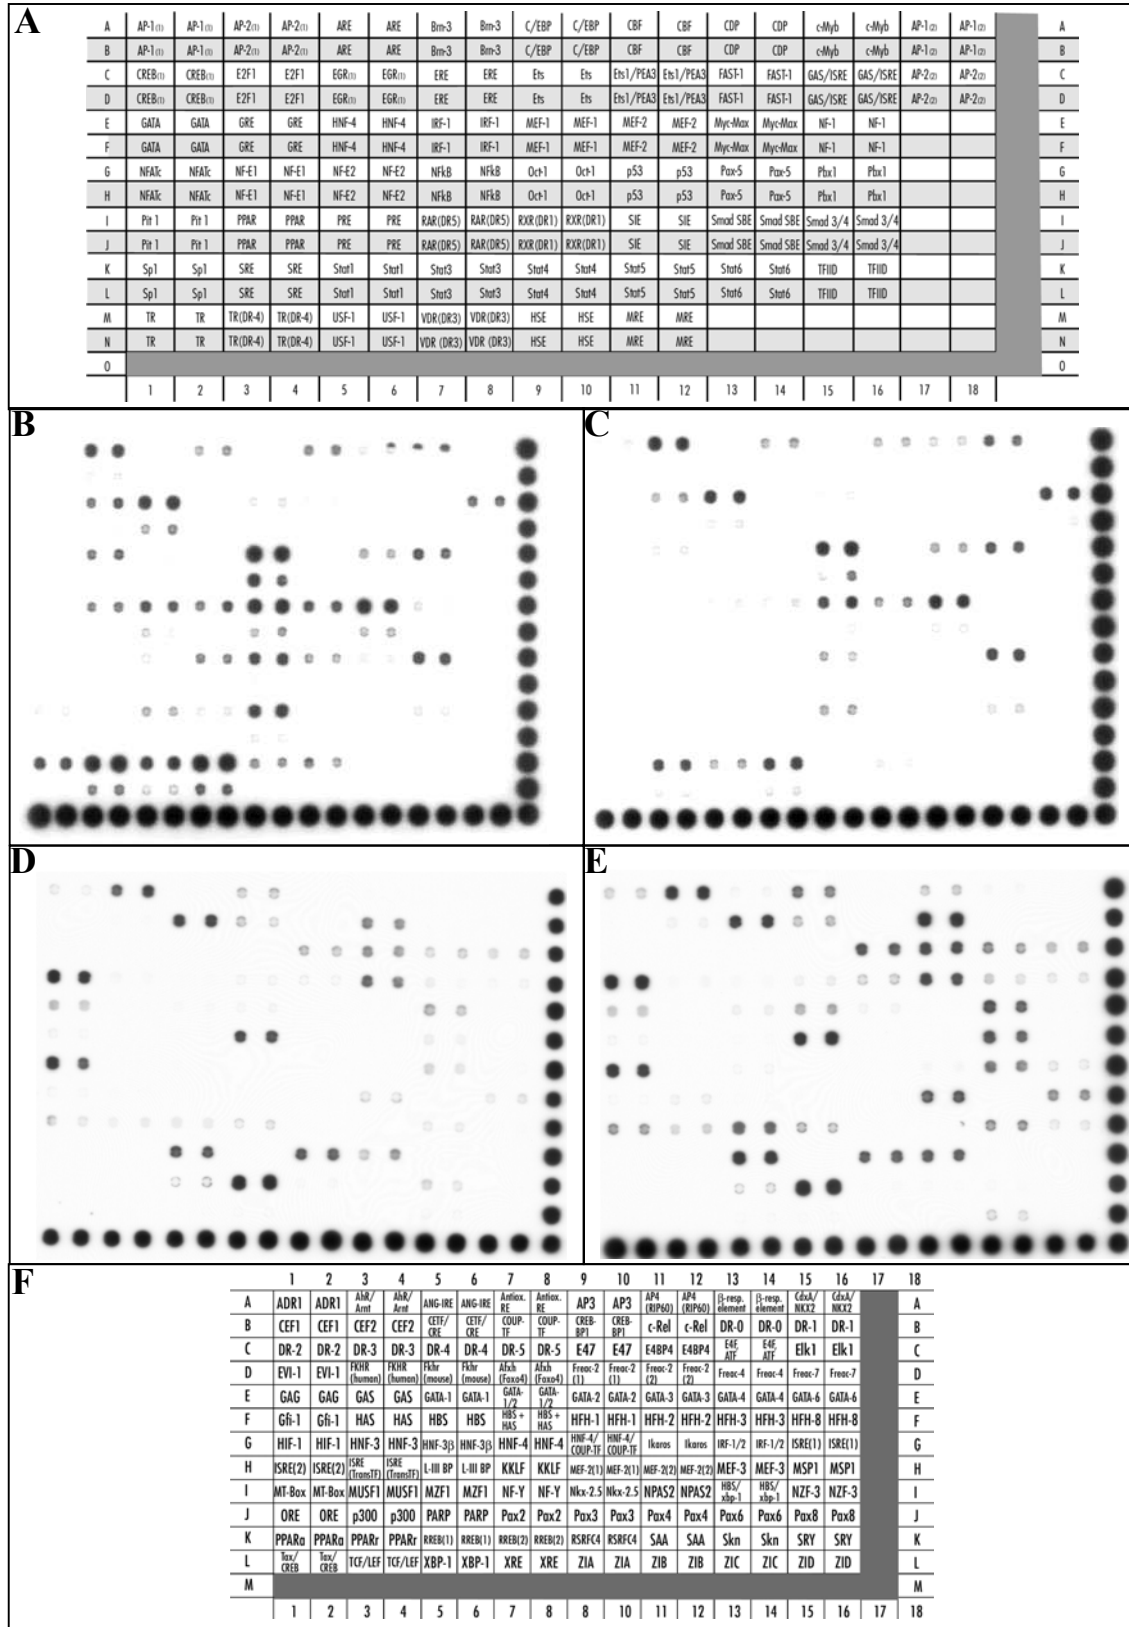 A
A AP-1(1) AP-1(1) AP-2(1) AP-2(1) ARE ARE Brn-3 Brn-3 C/EBP C/EBP CBF CBF CDP CDP c-Myb c-Myb AP-1(2) AP-1(2) A
B AP-1(1) AP-1(1) AP-2(1) AP-2(1) ARE ARE Brn-3 Brn-3 C/EBP C/EBP CBF CBF CDP CDP c-Myb c-Myb AP-1(2) AP-1(2) B
C CREB(1) CREB(1) E2F1 E2F1 EGR(1) EGR(1) ERE ERE Ets Ets Ets1/PEA3 Ets1/PEA3 FAST-1 FAST-1 GAS/ISRE GAS/ISRE AP-2(2) AP-2(2) C
D CREB(1) CREB(1) E2F1 E2F1 EGR(1) EGR(1) ERE ERE Ets Ets Ets1/PEA3 Ets1/PEA3 FAST-1 FAST-1 GAS/ISRE GAS/ISRE AP-2(2) AP-2(2) D
E GATA GATA GRE GRE HNF-4 HNF-4 IRF-1 IRF-1 MEF-1 MEF-1 MEF-2 MEF-2 Myc-Max Myc-Max NF-1 NF-1 E
F GATA GATA GRE GRE HNF-4 HNF-4 IRF-1 IRF-1 MEF-1 MEF-1 MEF-2 MEF-2 Myc-Max Myc-Max NF-1 NF-1 F
G NFATc NFATc NF-E1 NF-E1 NF-E2 NF-E2 NFkB NFkB Oct-1 Oct-1 p53 p53 Pax-5 Pax-5 Pbx1 Pbx1 G
H NFATc NFATc NF-E1 NF-E1 NF-E2 NF-E2 NFkB NFkB Oct-1 Oct-1 p53 p53 Pax-5 Pax-5 Pbx1 Pbx1 H
I Pit 1 Pit 1 PPAR PPAR PRE PRE RAR(DR5) RAR(DR5) RXR(DR1) RXR(DR1) SIE SIE Smad SBE Smad SBE Smad 3/4 Smad 3/4 I
J Pit 1 Pit 1 PPAR PPAR PRE PRE RAR(DR5) RAR(DR5) RXR(DR1) RXR(DR1) SIE SIE Smad SBE Smad SBE Smad 3/4 Smad 3/4 J
K Sp1 Sp1 SRE SRE Stat1 Stat1 Stat3 Stat3 Stat4 Stat4 Stat5 Stat5 Stat6 Stat6 TFIID TFIID K
L Sp1 Sp1 SRE SRE Stat1 Stat1 Stat3 Stat3 Stat4 Stat4 Stat5 Stat5 Stat6 Stat6 TFIID TFIID L
M TR TR TR(DR-4) TR(DR-4) USF-1 USF-1 VDR(DR3) VDR(DR3) HSE HSE MRE MRE M
N TR TR TR(DR-4) TR(DR-4) USF-1 USF-1 VDR (DR3) VDR (DR3) HSE HSE MRE MRE N
O O
1 2 3 4 5 6 7 8 9 10 11 12 13 14 15 16 17 18
B C
D E
F
1 2 3 4 5 6 7 8 9 10 11 12 13 14 15 16 17 18
A ADR1 ADR1 AhR/Arnt AhR/Arnt ANG-IRE ANG-IRE Antiox. RE Antiox. RE AP3 AP3 AP4 (RIP60) AP4 (RIP60) β-resp. element β-resp. element CdxA/NKX2 CdxA/NKX2 A
B CEF1 CEF1 CEF2 CEF2 CETF/CRE CETF/CRE COUP-TF COUP-TF CREB-BP1 CREB-BP1 c-Rel c-Rel DR-0 DR-0 DR-1 DR-1 B
C DR-2 DR-2 DR-3 DR-3 DR-4 DR-4 DR-5 DR-5 E47 E47 E4BP4 E4BP4 E4F, ATF E4F, ATF Elk1 Elk1 C
D EVI-1 EVI-1 FKHR (human) FKHR (human) Fkhr (mouse) Fkhr (mouse) Afxh (Foxo4) Afxh (Foxo4) Freac-2 (1) Freac-2 (1) Freac-2 (2) Freac-2 (2) Freac-4 Freac-4 Freac-7 Freac-7 D
E GAG GAG GAS GAS GATA-1 GATA-1 GATA-1/2 GATA-1/2 GATA-2 GATA-2 GATA-3 GATA-3 GATA-4 GATA-4 GATA-6 GATA-6 E
F Gfi-1 Gfi-1 HAS HAS HBS HBS HBS + HAS HBS + HAS HFH-1 HFH-1 HFH-2 HFH-2 HFH-3 HFH-3 HFH-8 HFH-8 F
G HIF-1 HIF-1 HNF-3 HNF-3 HNF-3β HNF-3β HNF-4 HNF-4 HNF-4/COUP-TF HNF-4/COUP-TF Ikaros Ikaros IRF-1/2 IRF-1/2 ISRE(1) ISRE(1) G
H ISRE(2) ISRE(2) ISRE (TransTF) ISRE (TransTF) L-III BP L-III BP KKLF KKLF MEF-2(1) MEF-2(1) MEF-2(2) MEF-2(2) MEF-3 MEF-3 MSP1 MSP1 H
I MT-Box MT-Box MUSF1 MUSF1 MZF1 MZF1 NF-Y NF-Y Nkx-2.5 Nkx-2.5 NPAS2 NPAS2 HBS/xbp-1 HBS/xbp-1 NZF-3 NZF-3 I
J ORE ORE p300 p300 PARP PARP Pax2 Pax2 Pax3 Pax3 Pax4 Pax4 Pax6 Pax6 Pax8 Pax8 J
K PPARα PPARα PPARr PPARr RREB(1) RREB(1) RREB(2) RREB(2) RSRFC4 RSRFC4 SAA SAA Skn Skn SRY SRY K
L Tax/CREB Tax/CREB TCF/LEF TCF/LEF XBP-1 XBP-1 XRE XRE ZIA ZIA ZIB ZIB ZIC ZIC ZID ZID L
M M
1 2 3 4 5 6 7 8 8 10 11 12 13 14 15 16 17 18